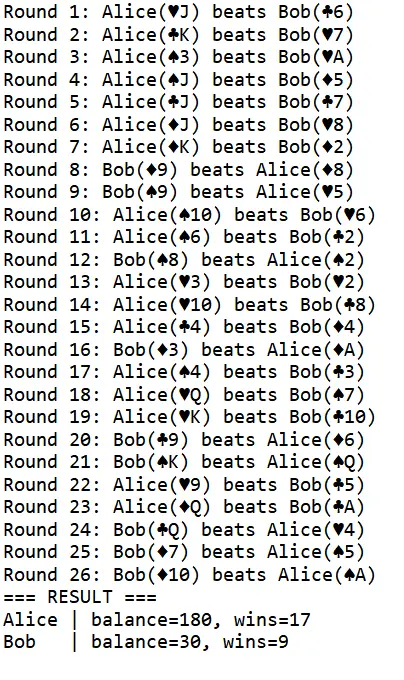 Round 1: Alice(♥J) beats Bob(♣6)
Round 2: Alice(♣K) beats Bob(♥7)
Round 3: Alice(♠3) beats Bob(♥A)
Round 4: Alice(♠J) beats Bob(♦5)
Round 5: Alice(♣J) beats Bob(♣7)
Round 6: Alice(♦J) beats Bob(♥8)
Round 7: Alice(♦K) beats Bob(♦2)
Round 8: Bob(♦9) beats Alice(♦8)
Round 9: Bob(♠9) beats Alice(♥5)
Round 10: Alice(♠10) beats Bob(♥6)
Round 11: Alice(♠6) beats Bob(♣2)
Round 12: Bob(♠8) beats Alice(♠2)
Round 13: Alice(♥3) beats Bob(♥2)
Round 14: Alice(♥10) beats Bob(♣8)
Round 15: Alice(♣4) beats Bob(♦4)
Round 16: Bob(♦3) beats Alice(♦A)
Round 17: Alice(♠4) beats Bob(♣3)
Round 18: Alice(♥Q) beats Bob(♠7)
Round 19: Alice(♥K) beats Bob(♣10)
Round 20: Bob(♣9) beats Alice(♦6)
Round 21: Bob(♠K) beats Alice(♠Q)
Round 22: Alice(♥9) beats Bob(♣5)
Round 23: Alice(♦Q) beats Bob(♣A)
Round 24: Bob(♣Q) beats Alice(♥4)
Round 25: Bob(♦7) beats Alice(♠5)
Round 26: Bob(♦10) beats Alice(♠A)
=== RESULT ===
Alice | balance=180, wins=17
Bob   | balance=30, wins=9